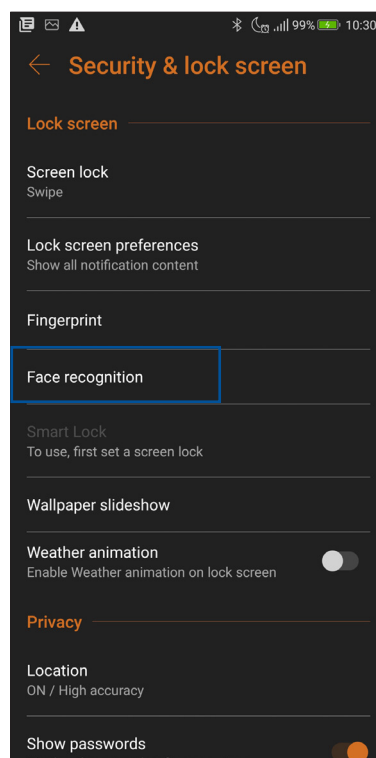 99% 10:30
Security & lock screen
Lock screen
Screen lock
Swipe
Lock screen preferences
Show all notification content
Fingerprint
Face recognition
Smart Lock
To use, first set a screen lock
Wallpaper slideshow
Weather animation
Enable Weather animation on lock screen
Privacy
Location
ON / High accuracy
Show passwords